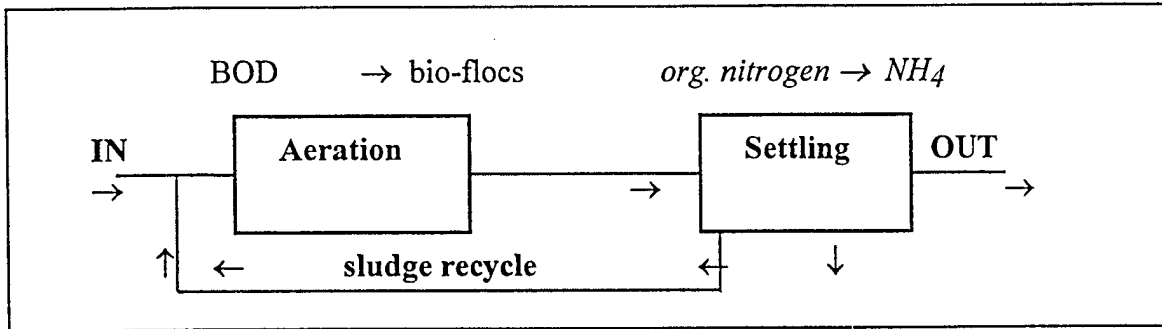 BOD → bio-flocs org. nitrogen → NH4
IN Aeration Settling OUT
→ → →
↑ ← sludge recycle ← ↓